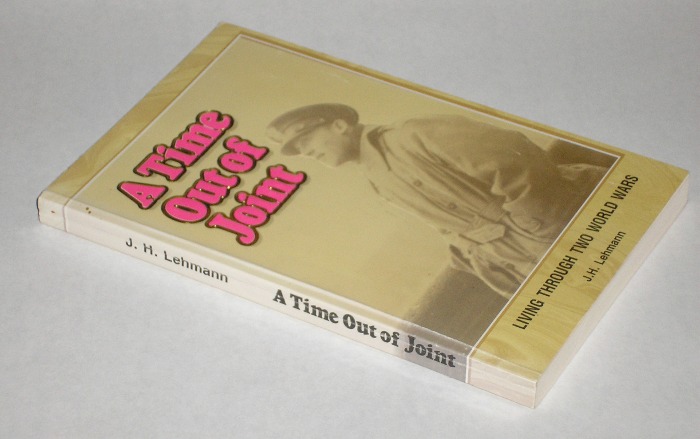 A Time
Out of
Joint
LIVING THROUGH TWO WORLD WARS
J.H. Lehmann
J. H. Lehmann
A Time Out of Joint